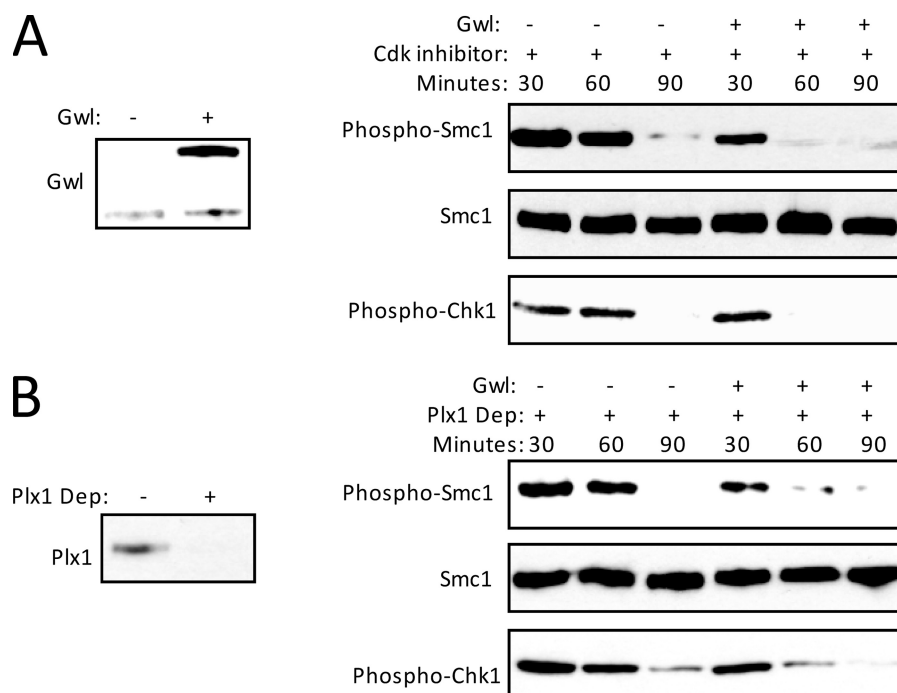 A
Gwl: - +
Gwl
Gwl: - - - + + +
Cdk inhibitor: + + + + + +
Minutes: 30 60 90 30 60 90
Phospho-Smc1
Smc1
Phospho-Chk1
B
Plx1 Dep: - +
Plx1
Gwl: - - - + + +
Plx1 Dep: + + + + + +
Minutes: 30 60 90 30 60 90
Phospho-Smc1
Smc1
Phospho-Chk1